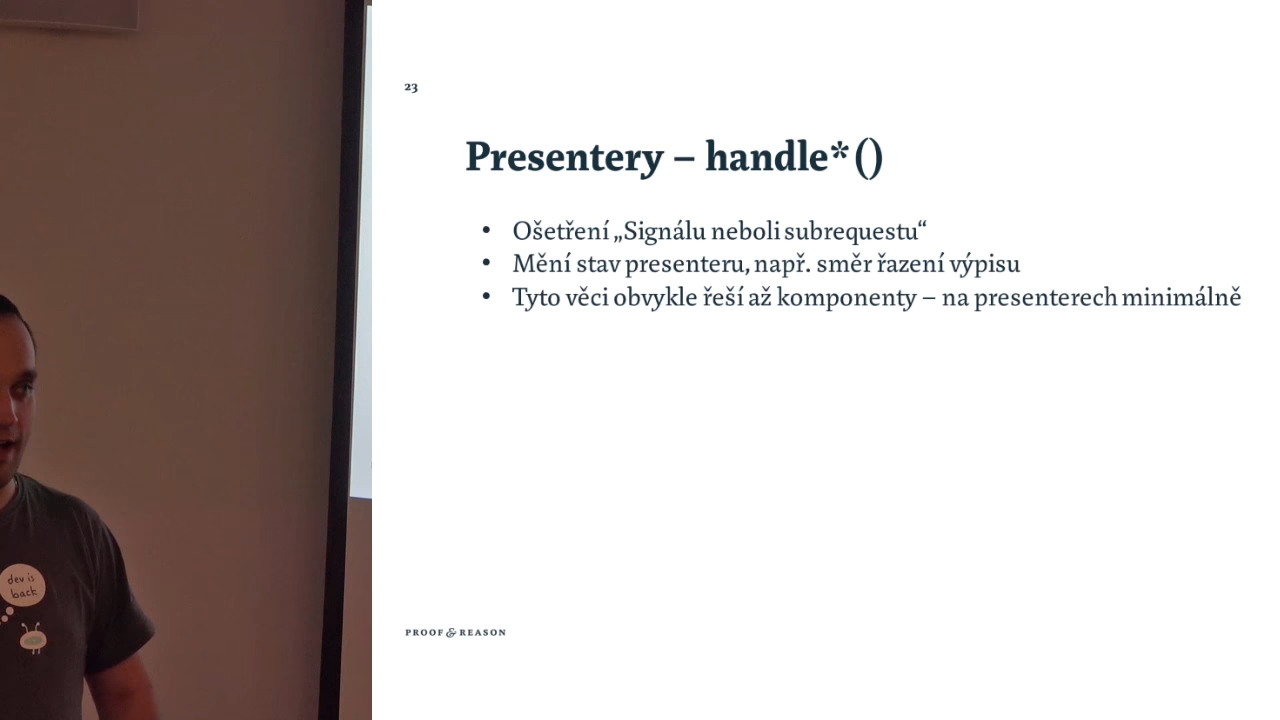 23
Presentery – handle*()
• Ošetření „Signálu neboli subrequestu“
• Mění stav presenteru, např. směr řazení výpisu
• Tyto věci obvykle řeší až komponenty – na presenterech minimálně
dev is
back
PROOF & REASON